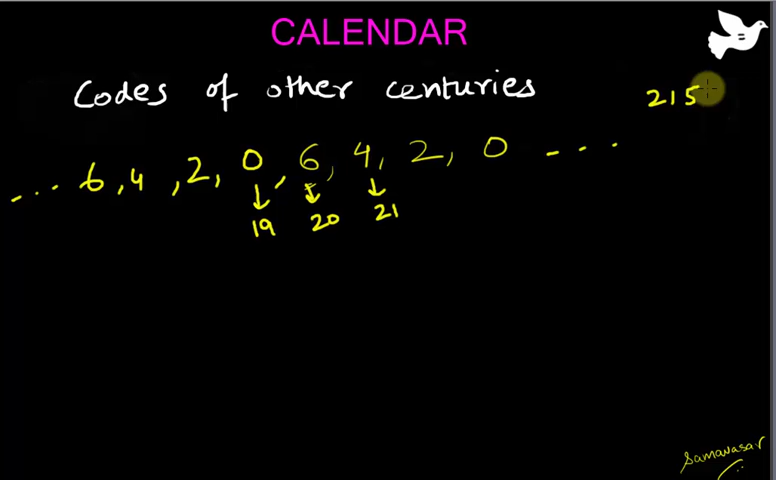 CALENDAR
Codes of other centuries
215
... 6, 4, 2, 0, 6, 4, 2, 0 ...
19 20 21
Samavasar